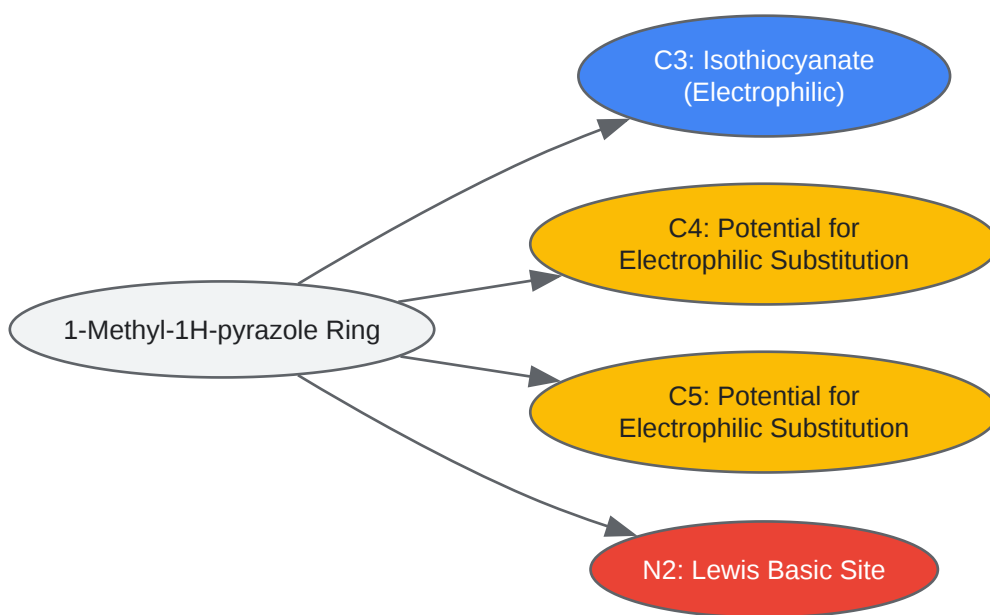 C3: Isothiocyanate
(Electrophilic)
C4: Potential for
Electrophilic Substitution
1-Methyl-1H-pyrazole Ring
C5: Potential for
Electrophilic Substitution
N2: Lewis Basic Site